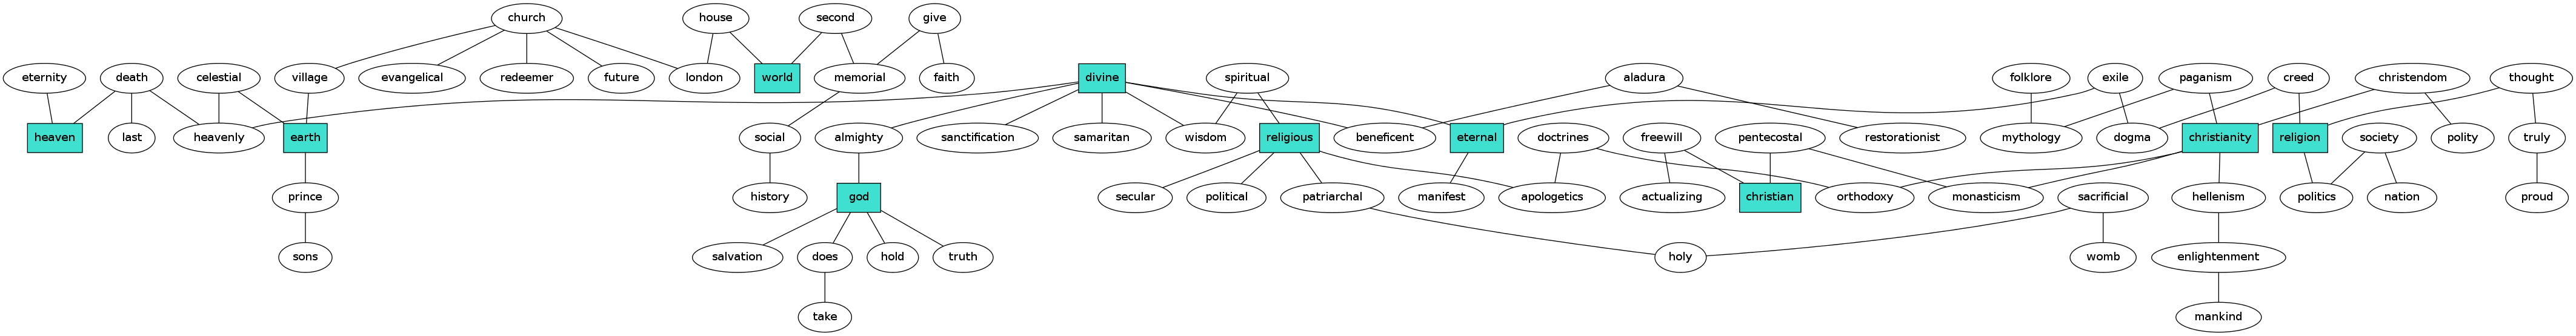 church
house
second
give
eternity
death
celestial
village
evangelical
redeemer
future
london
world
memorial
faith
divine
spiritual
aladura
folklore
exile
paganism
creed
christendom
thought
heaven
last
heavenly
earth
social
almighty
sanctification
samaritan
wisdom
religious
beneficent
eternal
doctrines
freewill
pentecostal
restorationist
mythology
dogma
christianity
religion
society
polity
truly
prince
history
god
secular
political
patriarchal
manifest
apologetics
actualizing
christian
orthodoxy
monasticism
sacrificial
hellenism
politics
nation
proud
sons
salvation
does
hold
truth
holy
womb
enlightenment
take
mankind